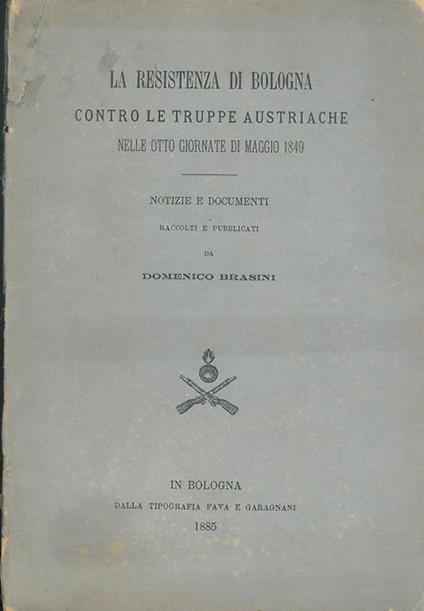 LA RESISTENZA DI BOLOGNA
CONTRO LE TRUPPE AUSTRIACHE
NELLE OTTO GIORNATE DI MAGGIO 1849
NOTIZIE E DOCUMENTI
RACCOLTI E PUBBLICATI
DA
DOMENICO BRASINI
IN BOLOGNA
DALLA TIPOGRAFIA FAVA E GARAGNANI
1885